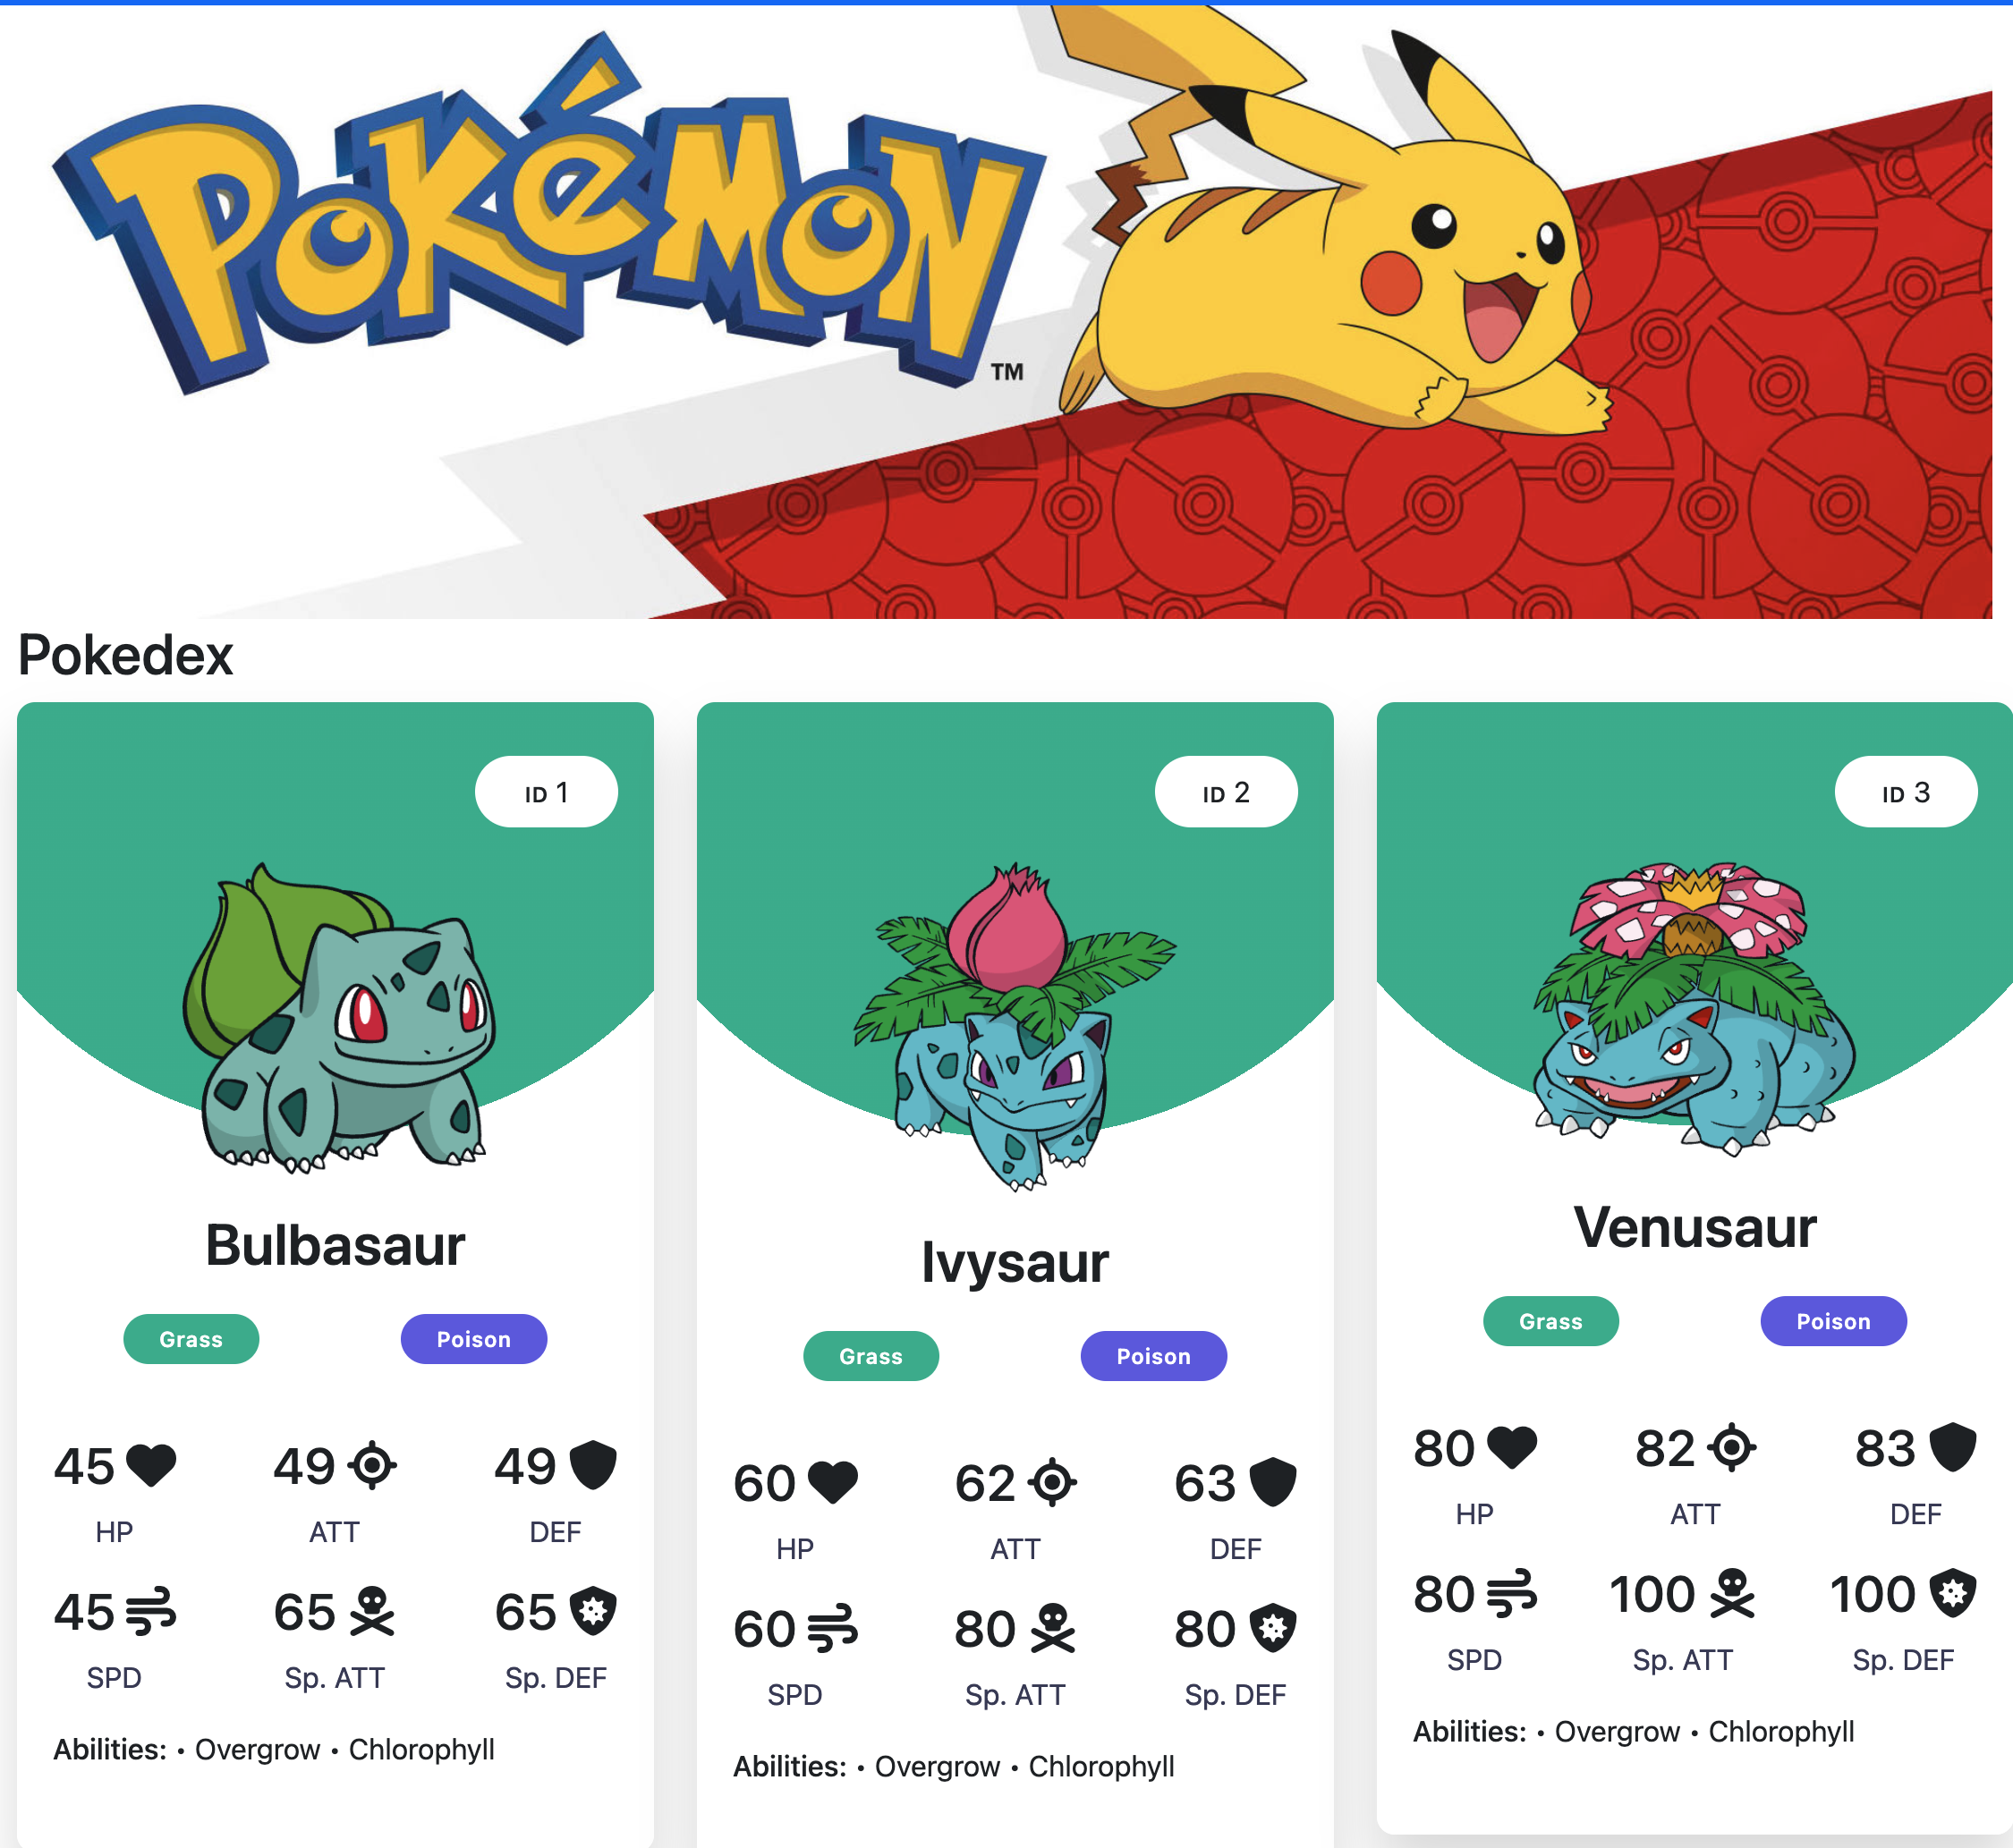 POKéMON
TM
Pokedex
ID 1
Bulbasaur
Grass Poison
45 49 49
HP ATT DEF
45 65 65
SPD Sp. ATT Sp. DEF
Abilities: • Overgrow • Chlorophyll
ID 2
Ivysaur
Grass Poison
60 62 63
HP ATT DEF
60 80 80
SPD Sp. ATT Sp. DEF
Abilities: • Overgrow • Chlorophyll
ID 3
Venusaur
Grass Poison
80 82 83
HP ATT DEF
80 100 100
SPD Sp. ATT Sp. DEF
Abilities: • Overgrow • Chlorophyll